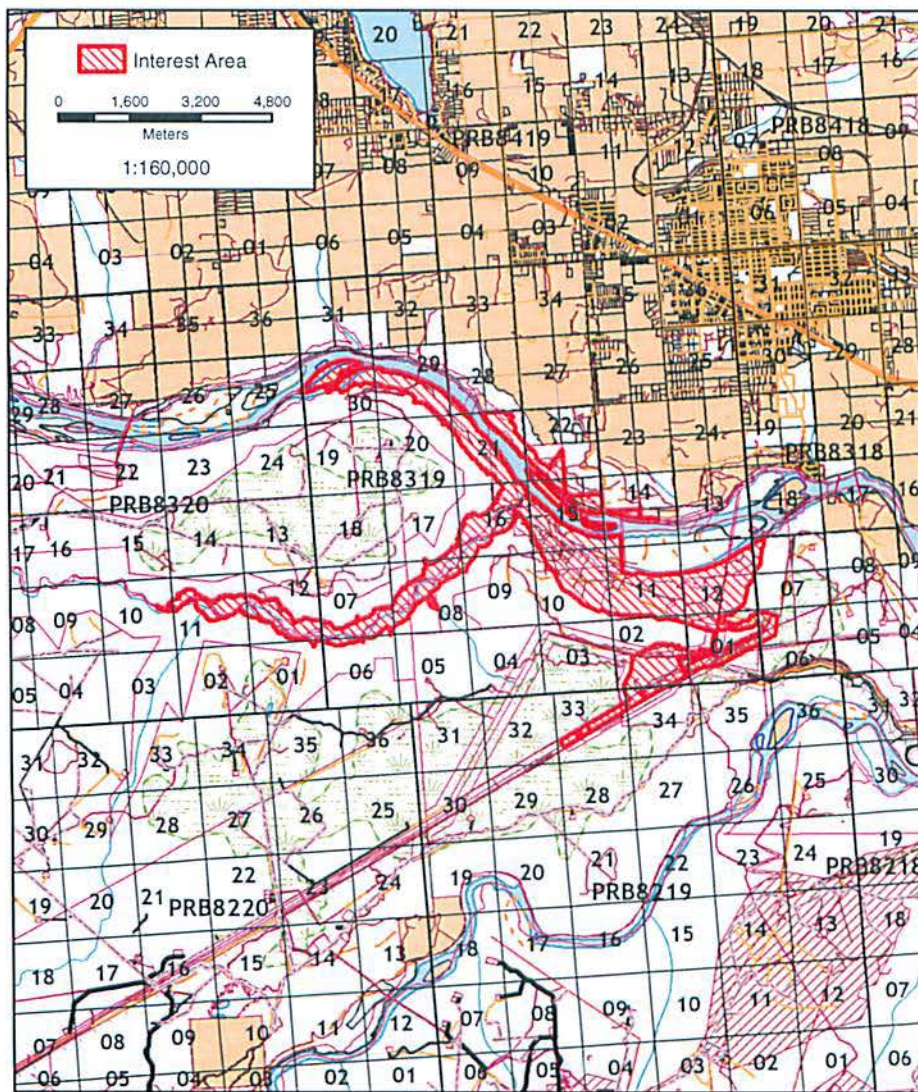 Interest Area
0 1,600 3,200 4,800
Meters
1:160,000
20 21 22 23 24 19 20 21
17 16 15 14 13 18 17 16
PRB8419 PRB8418
08 11 12 07 09
07 08 09 10 08
06 05 04
03 02 01 06 05 04 03 02 01
04
33 34 35 36 31 32 33 34 35 36 31 32 33
26 25 30 29 28
29 28 27 26 25 29 28
30 22 23 24 19 20 21
20 21 22 23 24 19 20 21
PRB8320 PRB8319 PRB8318
14 13 18 17 16
17 16 15 14 13 18 17 16 15
12 07 11 12 07 08 09
08 09 10 11 08 09 10
02 01 05 04
05 04 03 02 01 06 05 04 03 06
31 32 33 34 35 36 31 32 33 34 35 36 31
30 29 28 27 26 25 30 29 28 27 26 25 30
19 20 21 22 23 24 19 20 21 22 23 24 19
PRB8220 PRB8219 PRB8218
18 17 16 15 14 13 18 17 16 15 14 13 18
07 08 09 10 11 12 07 08 09 10 11 12 07
06 05 04 03 02 01 06 05 04 03 02 01 06